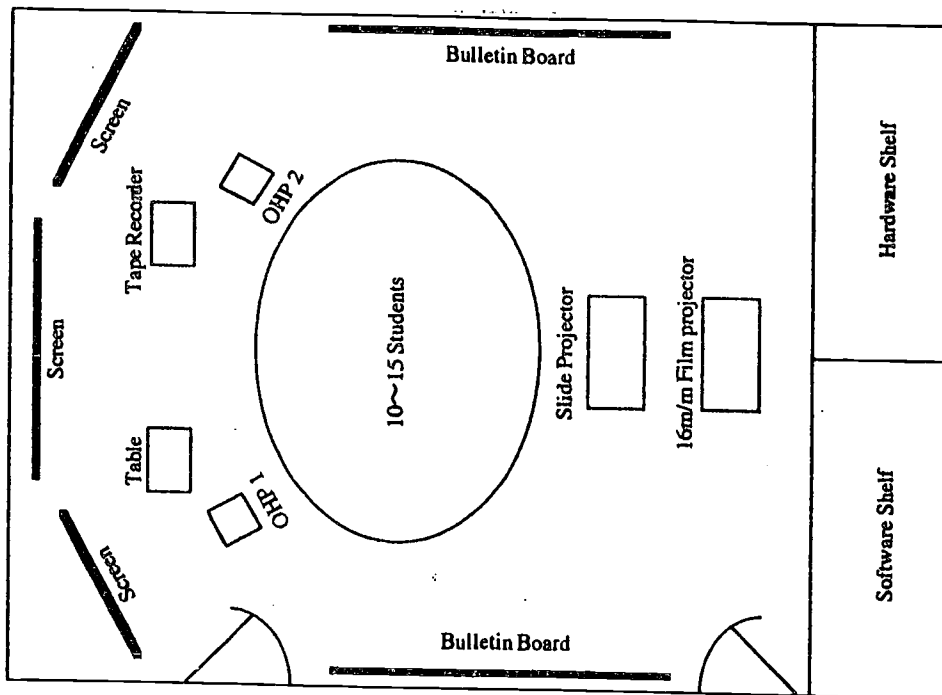 Bulletin Board
Screen
Screen
Screen
Tape Recorder
Table
OHP 2
OHP 1
10~15 Students
Slide Projector
16m/m Film projector
Hardware Shelf
Software Shelf
Bulletin Board